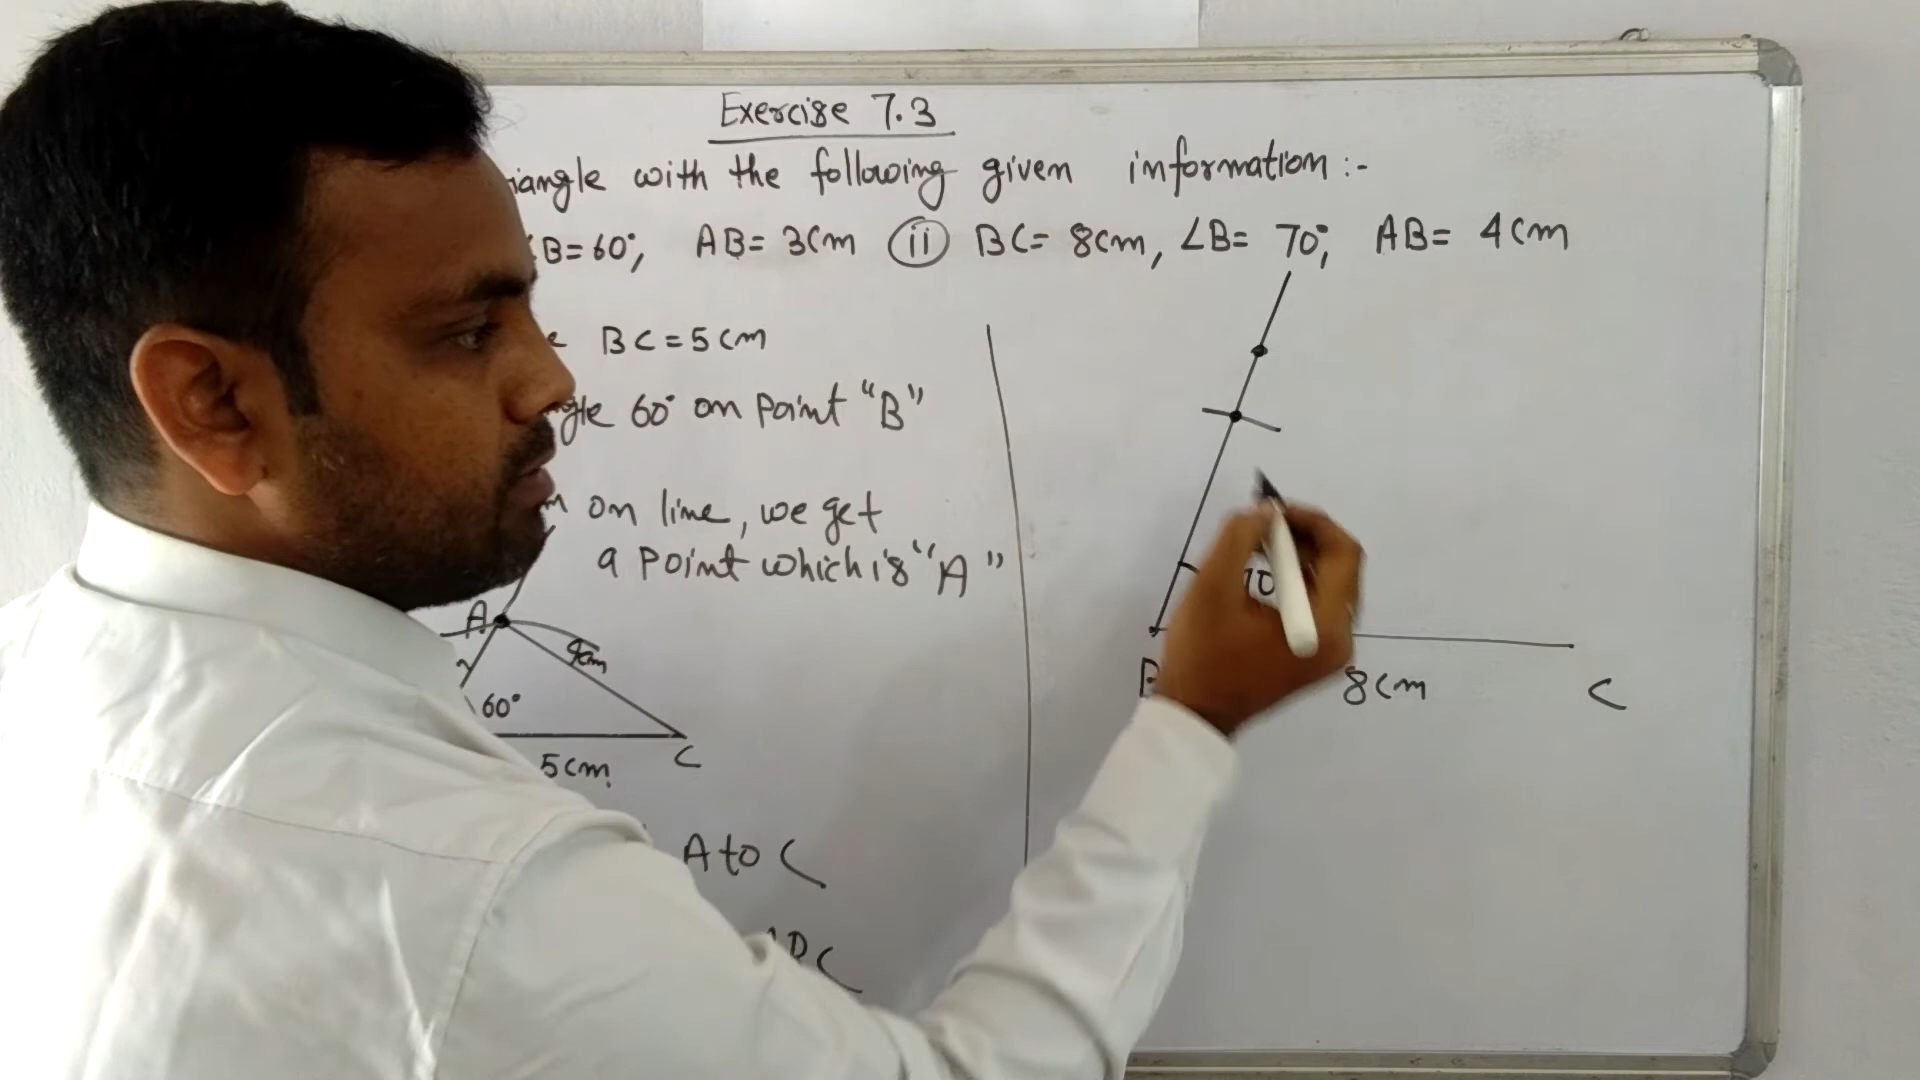 Exercise 7.3
iangle with the following given information :-
∠B=60°, AB= 3cm (ii) BC= 8cm, ∠B= 70°, AB= 4cm
e BC=5cm
gle 60° on Point "B"
m on line, we get
a Point which is "A"
A
60°
5cm
C
A to C
B
8cm
C